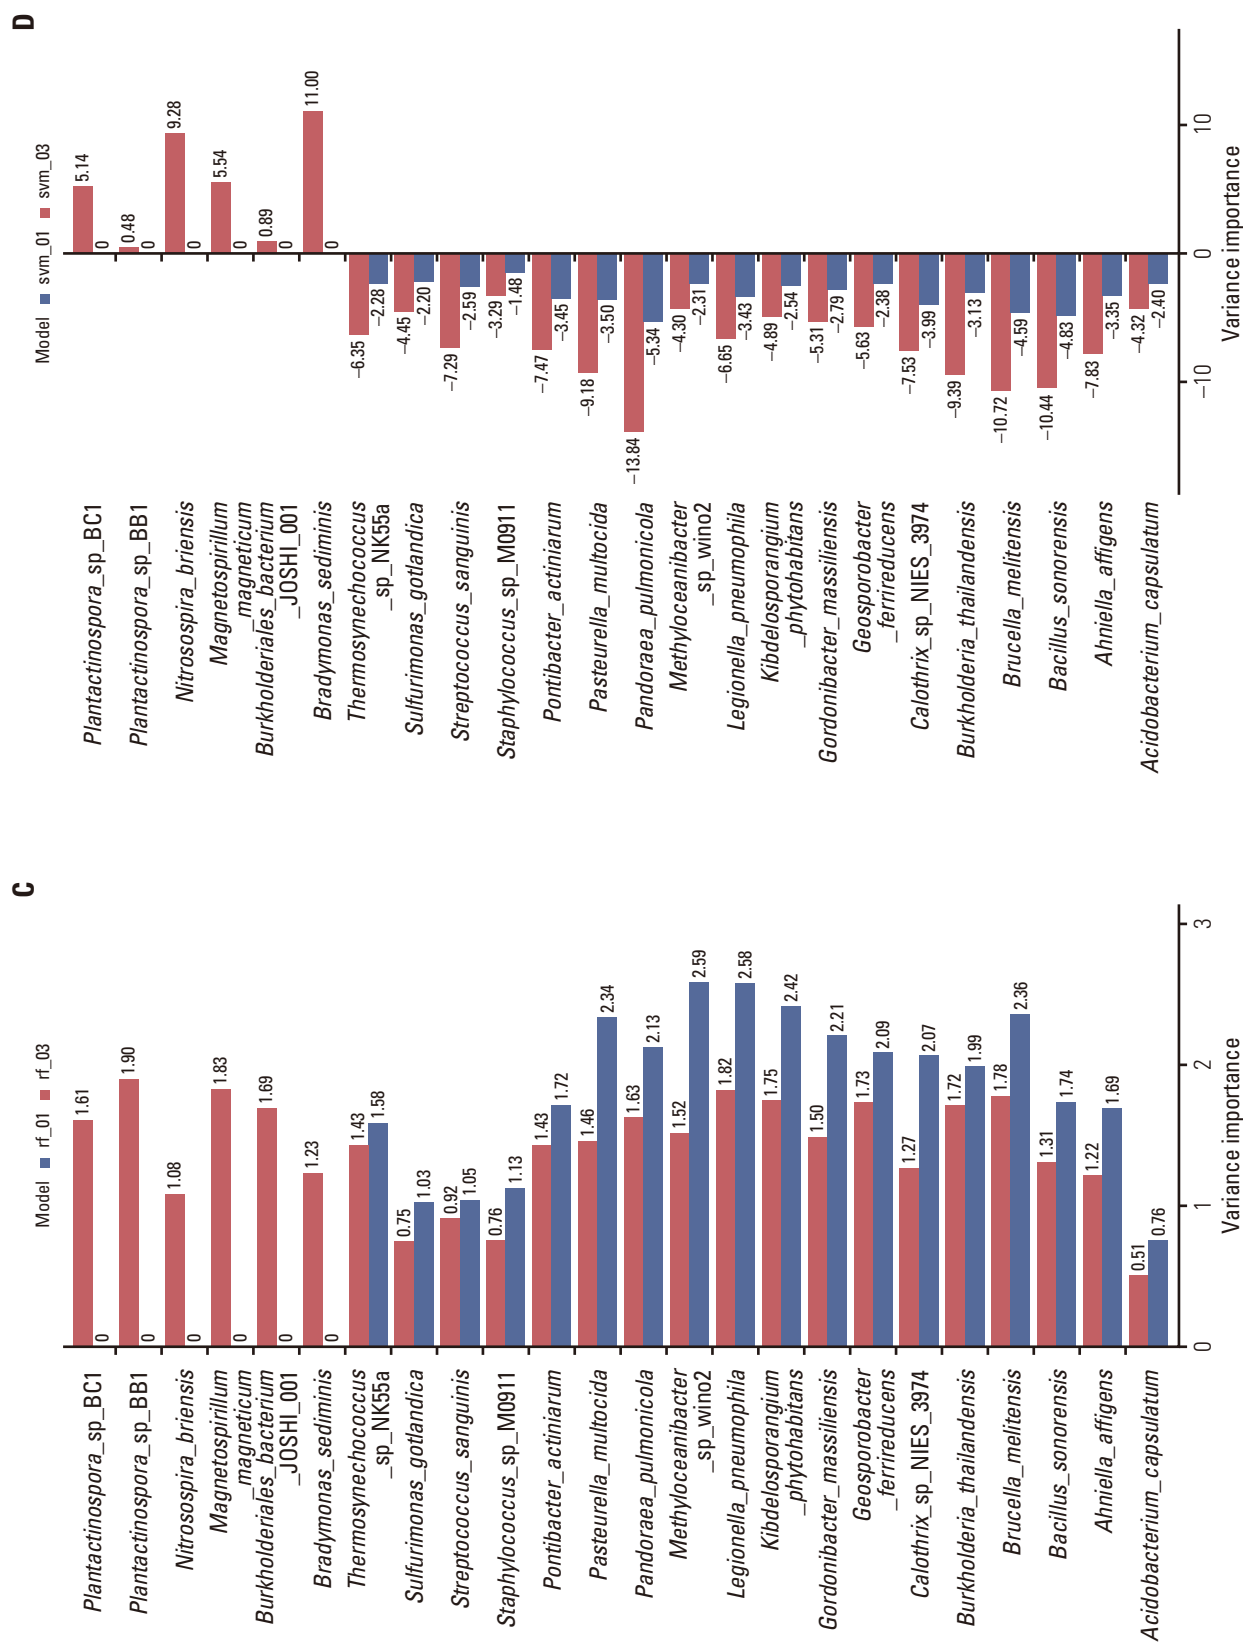 C
Model rf_01 rf_03
Plantactinospora_sp_BC1
1.61
0
Plantactinospora_sp_BB1
1.90
0
Nitrosospira_briensis
1.08
0
Magnetospirillum
_magneticum
1.83
0
Burkholderiales_bacterium
_JOSHI_001
1.69
0
Bradymonas_sediminis
1.23
0
Thermosynechococcus
_sp_NK55a
1.43
1.58
Sulfurimonas_gotlandica
0.75
1.03
Streptococcus_sanguinis
0.92
1.05
Staphylococcus_sp_M0911
0.76
1.13
Pontibacter_actiniarum
1.43
1.72
Pasteurella_multocida
1.46
2.34
Pandoraea_pulmonicola
1.63
2.13
Methyloceanibacter
_sp_wino2
1.52
2.59
Legionella_pneumophila
1.82
2.58
Kibdelosporangium
_phytohabitans
1.75
2.42
Gordonibacter_massiliensis
1.50
2.21
Geosporobacter
_ferrireducens
1.73
2.09
Calothrix_sp_NIES_3974
1.27
2.07
Burkholderia_thailandensis
1.72
1.99
Brucella_melitensis
1.78
2.36
Bacillus_sonorensis
1.31
1.74
Ahniella_affigens
1.22
1.69
Acidobacterium_capsulatum
0.51
0.76
0 1 2 3
Variance importance
D
Model svm_01 svm_03
Plantactinospora_sp_BC1
5.14
0
Plantactinospora_sp_BB1
0.48
0
Nitrosospira_briensis
9.28
0
Magnetospirillum
_magneticum
5.54
0
Burkholderiales_bacterium
_JOSHI_001
0.89
0
Bradymonas_sediminis
11.00
0
Thermosynechococcus
_sp_NK55a
−6.35
−2.28
Sulfurimonas_gotlandica
−4.45
−2.20
Streptococcus_sanguinis
−7.29
−2.59
Staphylococcus_sp_M0911
−3.29
−1.48
Pontibacter_actiniarum
−7.47
−3.45
Pasteurella_multocida
−9.18
−3.50
Pandoraea_pulmonicola
−13.84
−5.34
Methyloceanibacter
_sp_wino2
−4.30
−2.31
Legionella_pneumophila
−6.65
−3.43
Kibdelosporangium
_phytohabitans
−4.89
−2.54
Gordonibacter_massiliensis
−5.31
−2.79
Geosporobacter
_ferrireducens
−5.63
−2.38
Calothrix_sp_NIES_3974
−7.53
−3.99
Burkholderia_thailandensis
−9.39
−3.13
Brucella_melitensis
−10.72
−4.59
Bacillus_sonorensis
−10.44
−4.83
Ahniella_affigens
−7.83
−3.35
Acidobacterium_capsulatum
−4.32
−2.40
−10 0 10
Variance importance